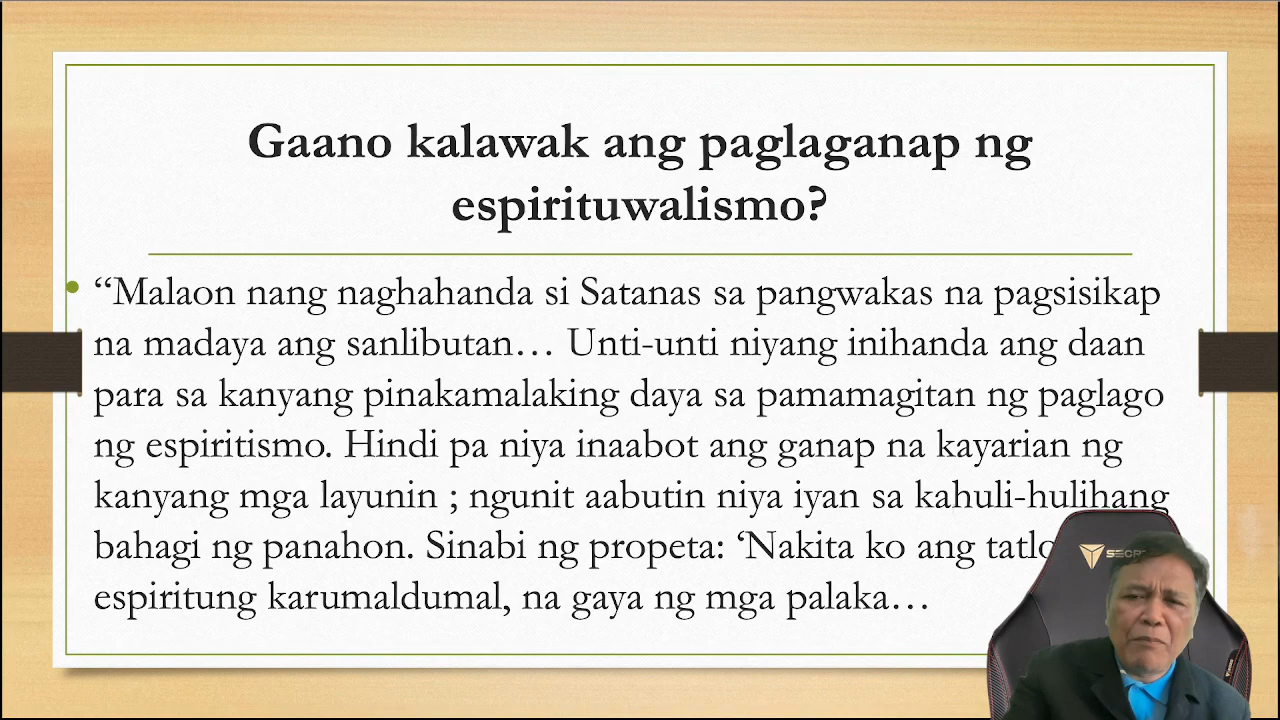 Gaano kalawak ang paglaganap ng
espirituwalismo?
“Malaon nang naghahanda si Satanas sa pangwakas na pagsisikap
na madaya ang sanlibutan… Unti-unti niyang inihanda ang daan
para sa kanyang pinakamalaking daya sa pamamagitan ng paglago
ng espiritismo. Hindi pa niya inaabot ang ganap na kayarian ng
kanyang mga layunin ; ngunit aabutin niya iyan sa kahuli-hulihang
bahagi ng panahon. Sinabi ng propeta: ‘Nakita ko ang tatlo
espiritung karumaldumal, na gaya ng mga palaka…